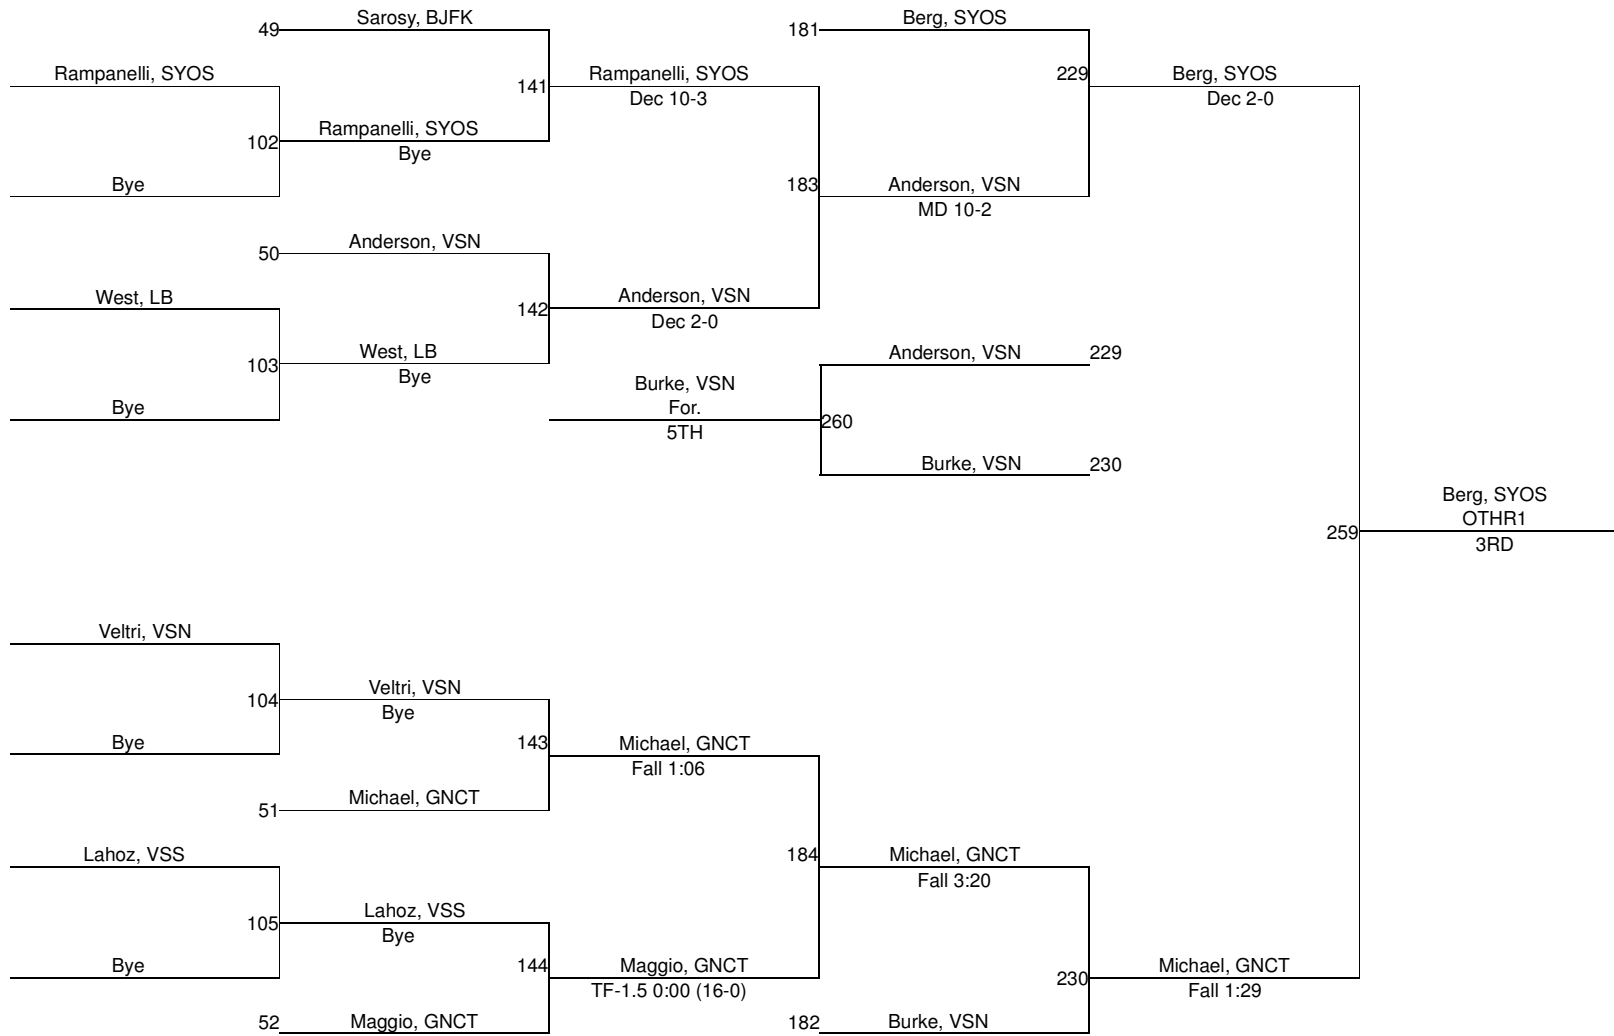 Sarosy, BJFK
Berg, SYOS
49
181
Rampanelli, SYOS
Rampanelli, SYOS
229
Berg, SYOS
141
Dec 10-3
Dec 2-0
Rampanelli, SYOS
102
Bye
Bye
183
Anderson, VSN
MD 10-2
Anderson, VSN
50
West, LB
Anderson, VSN
142
Dec 2-0
West, LB
Anderson, VSN
229
103
Bye
Burke, VSN
Bye
For.
260
5TH
Burke, VSN
230
Berg, SYOS
OTHR1
259
3RD
Veltri, VSN
Veltri, VSN
104
Bye
Bye
143
Michael, GNCT
Fall 1:06
Michael, GNCT
51
Lahoz, VSS
184
Michael, GNCT
Fall 3:20
Lahoz, VSS
105
Bye
Bye
144
Maggio, GNCT
230
Michael, GNCT
TF-1.5 0:00 (16-0)
Fall 1:29
52
Maggio, GNCT
182
Burke, VSN